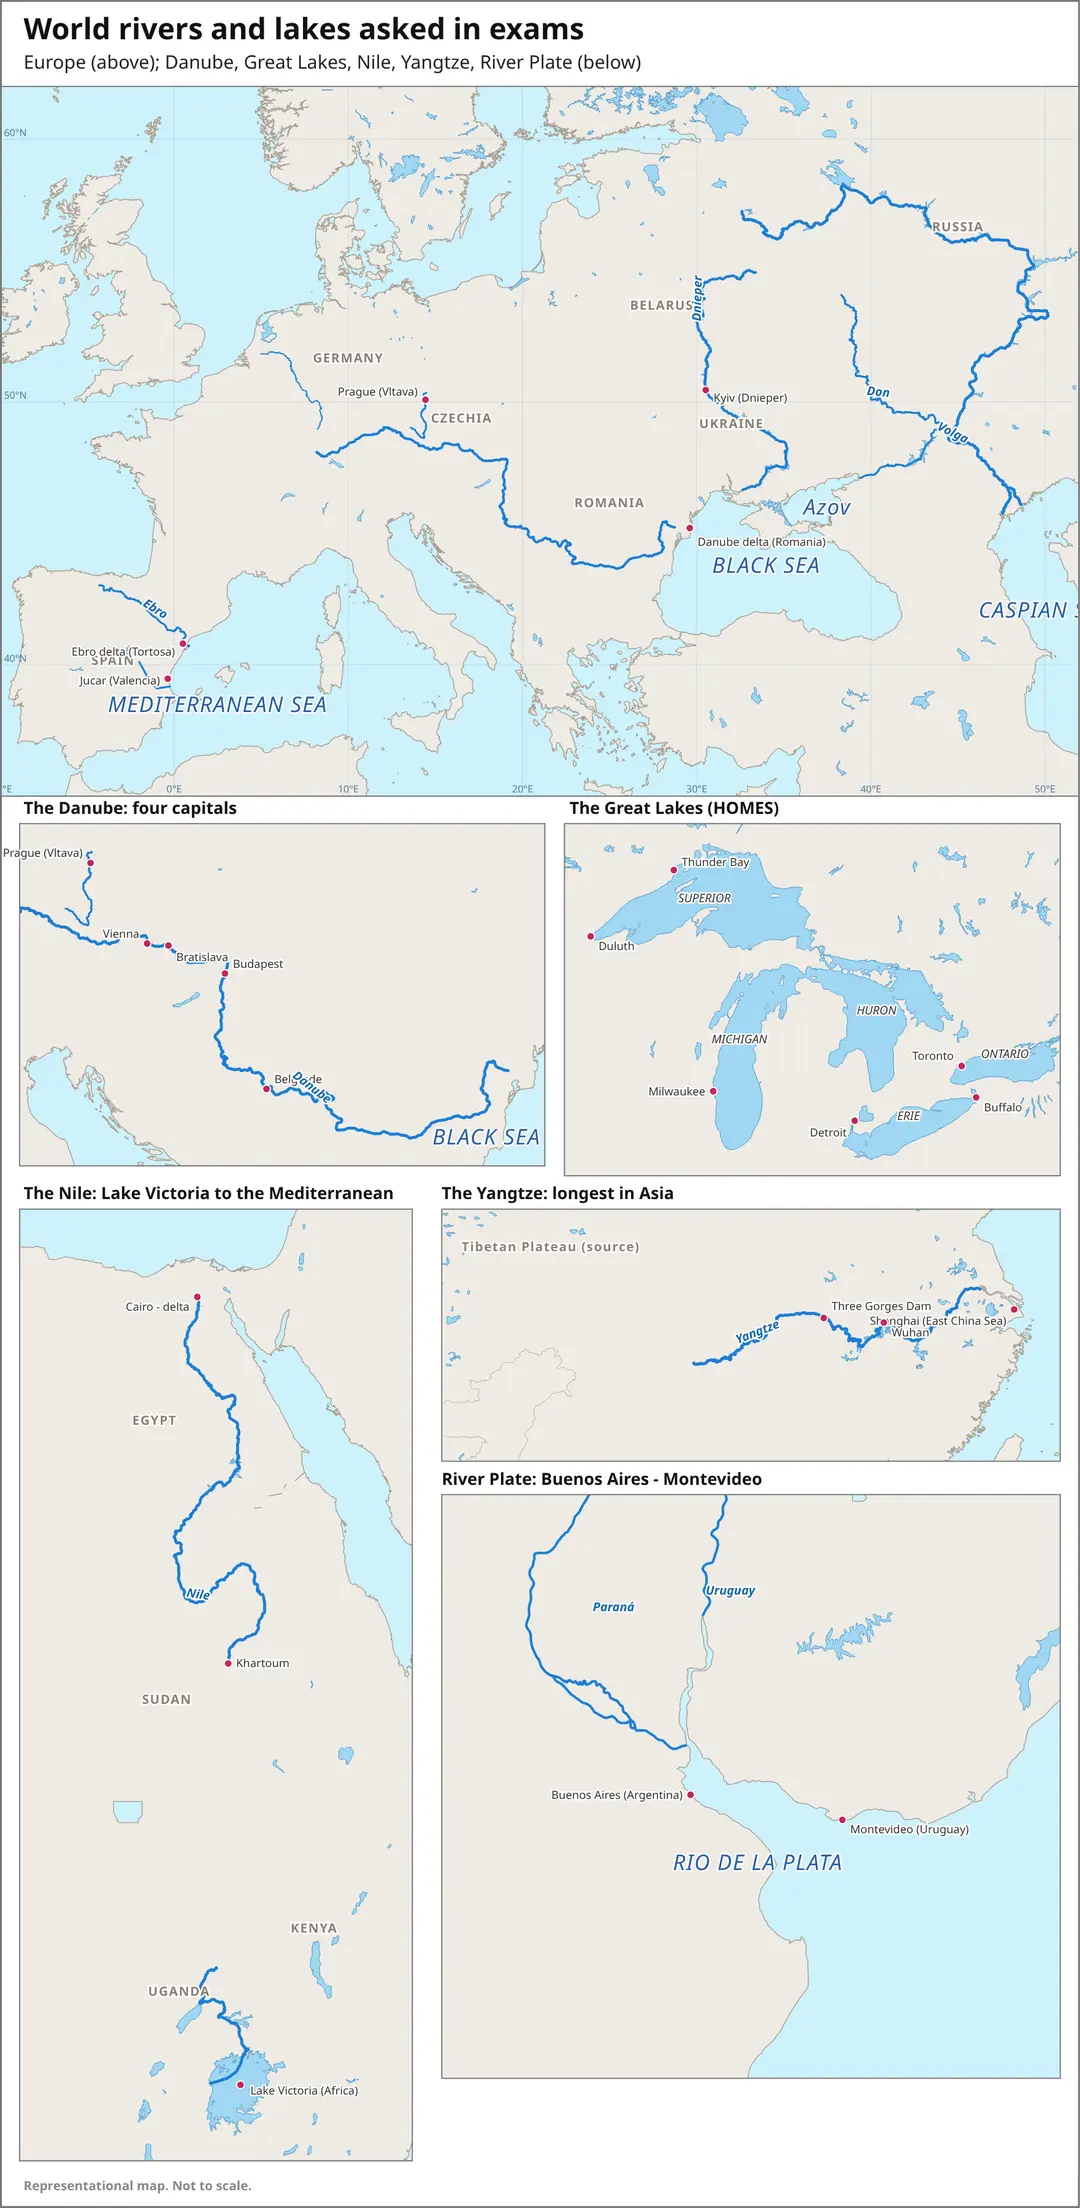 World rivers and lakes asked in exams
Europe (above); Danube, Great Lakes, Nile, Yangtze, River Plate (below)
60°N
RUSSIA
BELARUS
Dnieper
GERMANY
50°N
Prague (Vltava)
CZECHIA
Don
Kyiv (Dnieper)
UKRAINE
Volga
ROMANIA
Azov
Danube delta (Romania)
BLACK SEA
CASPIAN S
Ebro
Ebro delta (Tortosa)
SPAIN
40°N
Jucar (Valencia)
MEDITERRANEAN SEA
°E
0°E
10°E
20°E
30°E
40°E
50°E
The Danube: four capitals
Prague (Vltava)
Vienna
Bratislava
Budapest
Belgrade
Danube
BLACK SEA
The Great Lakes (HOMES)
Thunder Bay
SUPERIOR
Duluth
HURON
MICHIGAN
Toronto
ONTARIO
Milwaukee
Buffalo
ERIE
Detroit
The Nile: Lake Victoria to the Mediterranean
Cairo - delta
EGYPT
Nile
Khartoum
SUDAN
KENYA
UGANDA
Lake Victoria (Africa)
The Yangtze: longest in Asia
Tibetan Plateau (source)
Three Gorges Dam
Shanghai (East China Sea)
Yangtze
Wuhan
River Plate: Buenos Aires - Montevideo
Uruguay
Paraná
Buenos Aires (Argentina)
Montevideo (Uruguay)
RIO DE LA PLATA
Representational map. Not to scale.